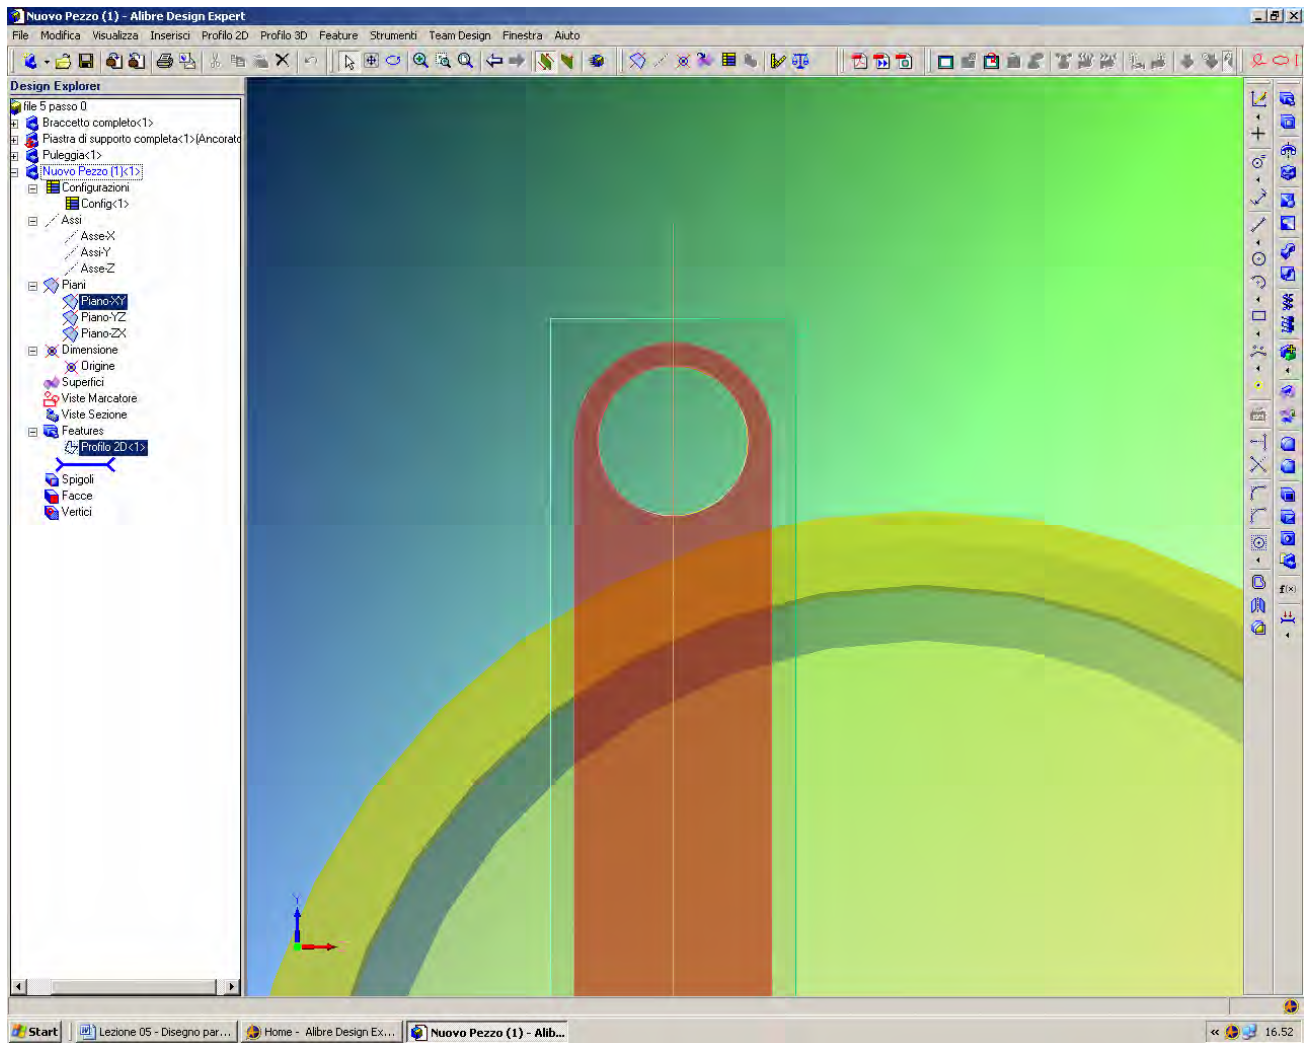 Nuovo Pezzo (1) - Alibre Design Expert
File Modifica Visualizza Inserisci Profilo 2D Profilo 3D Feature Strumenti Team Design Finestra Aiuto
Design Explorer
file 5 passo 0
Braccetto completo<1>
Piastra di supporto completa<1>(Ancorato
Puleggia<1>
Nuovo Pezzo (1)<1>
Configurazioni
Config<1>
Assi
Asse-X
Assi-Y
Asse-Z
Piani
Piano-XY
Piano-YZ
Piano-ZX
Dimensione
Origine
Superfici
Viste Marcatore
Viste Sezione
Features
Profilo 2D<1>
Spigoli
Facce
Vertici
f(x)
Y
Start
Lezione 05 - Disegno par...
Home - Alibre Design Ex...
Nuovo Pezzo (1) - Alib...
« 16.52